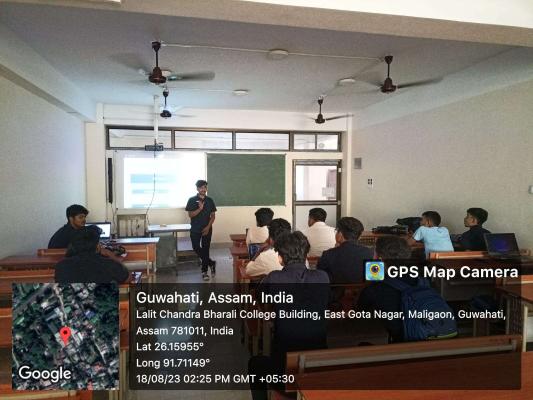 GPS Map Camera
Guwahati, Assam, India
Lalit Chandra Bharali College Building, East Gota Nagar, Maligaon, Guwahati,
Assam 781011, India
Lat 26.15955°
Long 91.71149°
18/08/23 02:25 PM GMT +05:30
Google